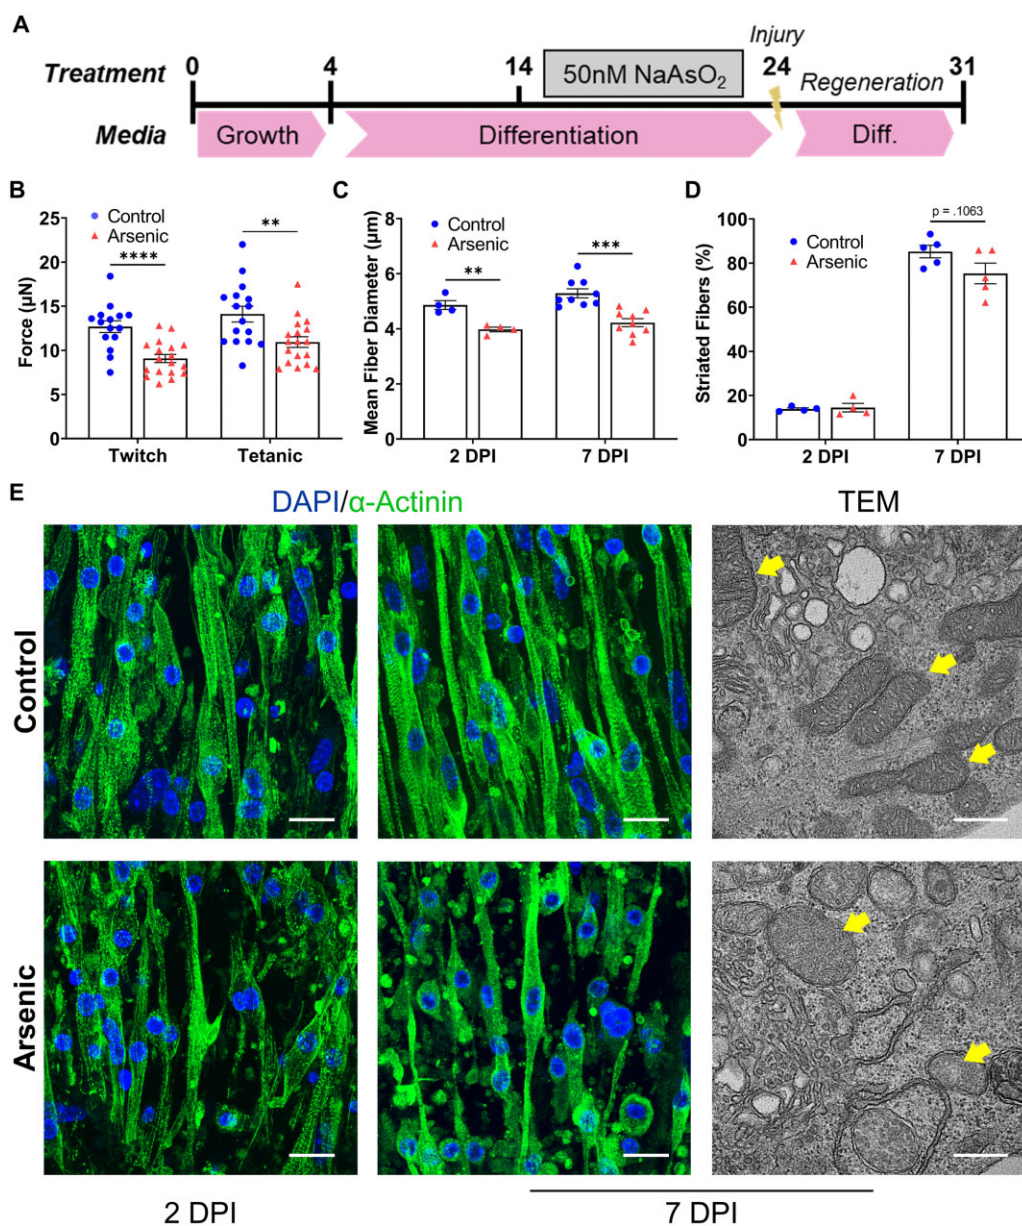 A
Injury
Treatment
0
4
14
50nM NaAsO₂
24
Regeneration
31
Media
Growth
Differentiation
Diff.
B
Control
Arsenic
Force (µN)
25
20
15
10
5
0
****
**
Twitch
Tetanic
C
Control
Arsenic
Mean Fiber Diameter (µm)
8
6
4
2
0
**
***
2 DPI
7 DPI
D
Control
Arsenic
Striated Fibers (%)
100
80
60
40
20
0
p = .1063
2 DPI
7 DPI
E
DAPI/α-Actinin
TEM
Control
Arsenic
2 DPI
7 DPI